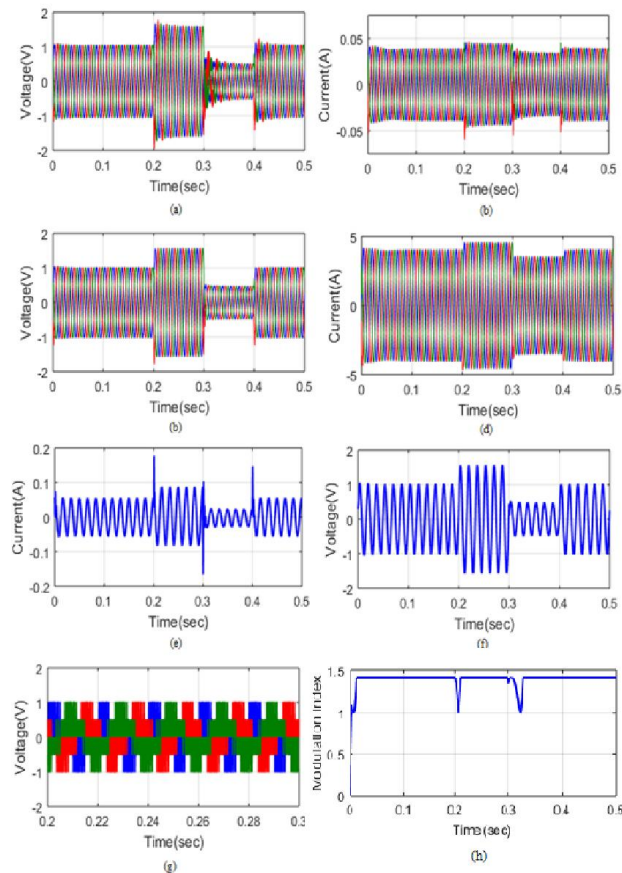 2
1
0
-1
-2
Voltage(V)
0 0.1 0.2 0.3 0.4 0.5
Time(sec)
(a)
0.05
0
-0.05
Current(A)
0 0.1 0.2 0.3 0.4 0.5
Time(sec)
(b)
2
1
0
-1
-2
Voltage(V)
0 0.1 0.2 0.3 0.4 0.5
Time(sec)
(b)
5
0
-5
Current(A)
0 0.1 0.2 0.3 0.4 0.5
Time(sec)
(d)
0.2
0.1
0
-0.1
-0.2
Current(A)
0 0.1 0.2 0.3 0.4 0.5
Time(sec)
(e)
2
1
0
-1
-2
Voltage(V)
0 0.1 0.2 0.3 0.4 0.5
Time(sec)
(f)
2
1
0
-1
-2
Voltage(V)
0.2 0.22 0.24 0.26 0.28 0.3
Time(sec)
(g)
1.5
1
0.5
0
Modulation Index
0 0.1 0.2 0.3 0.4 0.5
Time(sec)
(h)